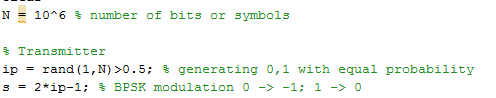 N = 10^6 % number of bits or symbols
% Transmitter
ip = rand(1,N)>0.5; % generating 0,1 with equal probability
s = 2*ip-1; % BPSK modulation 0 -> -1; 1 -> 0